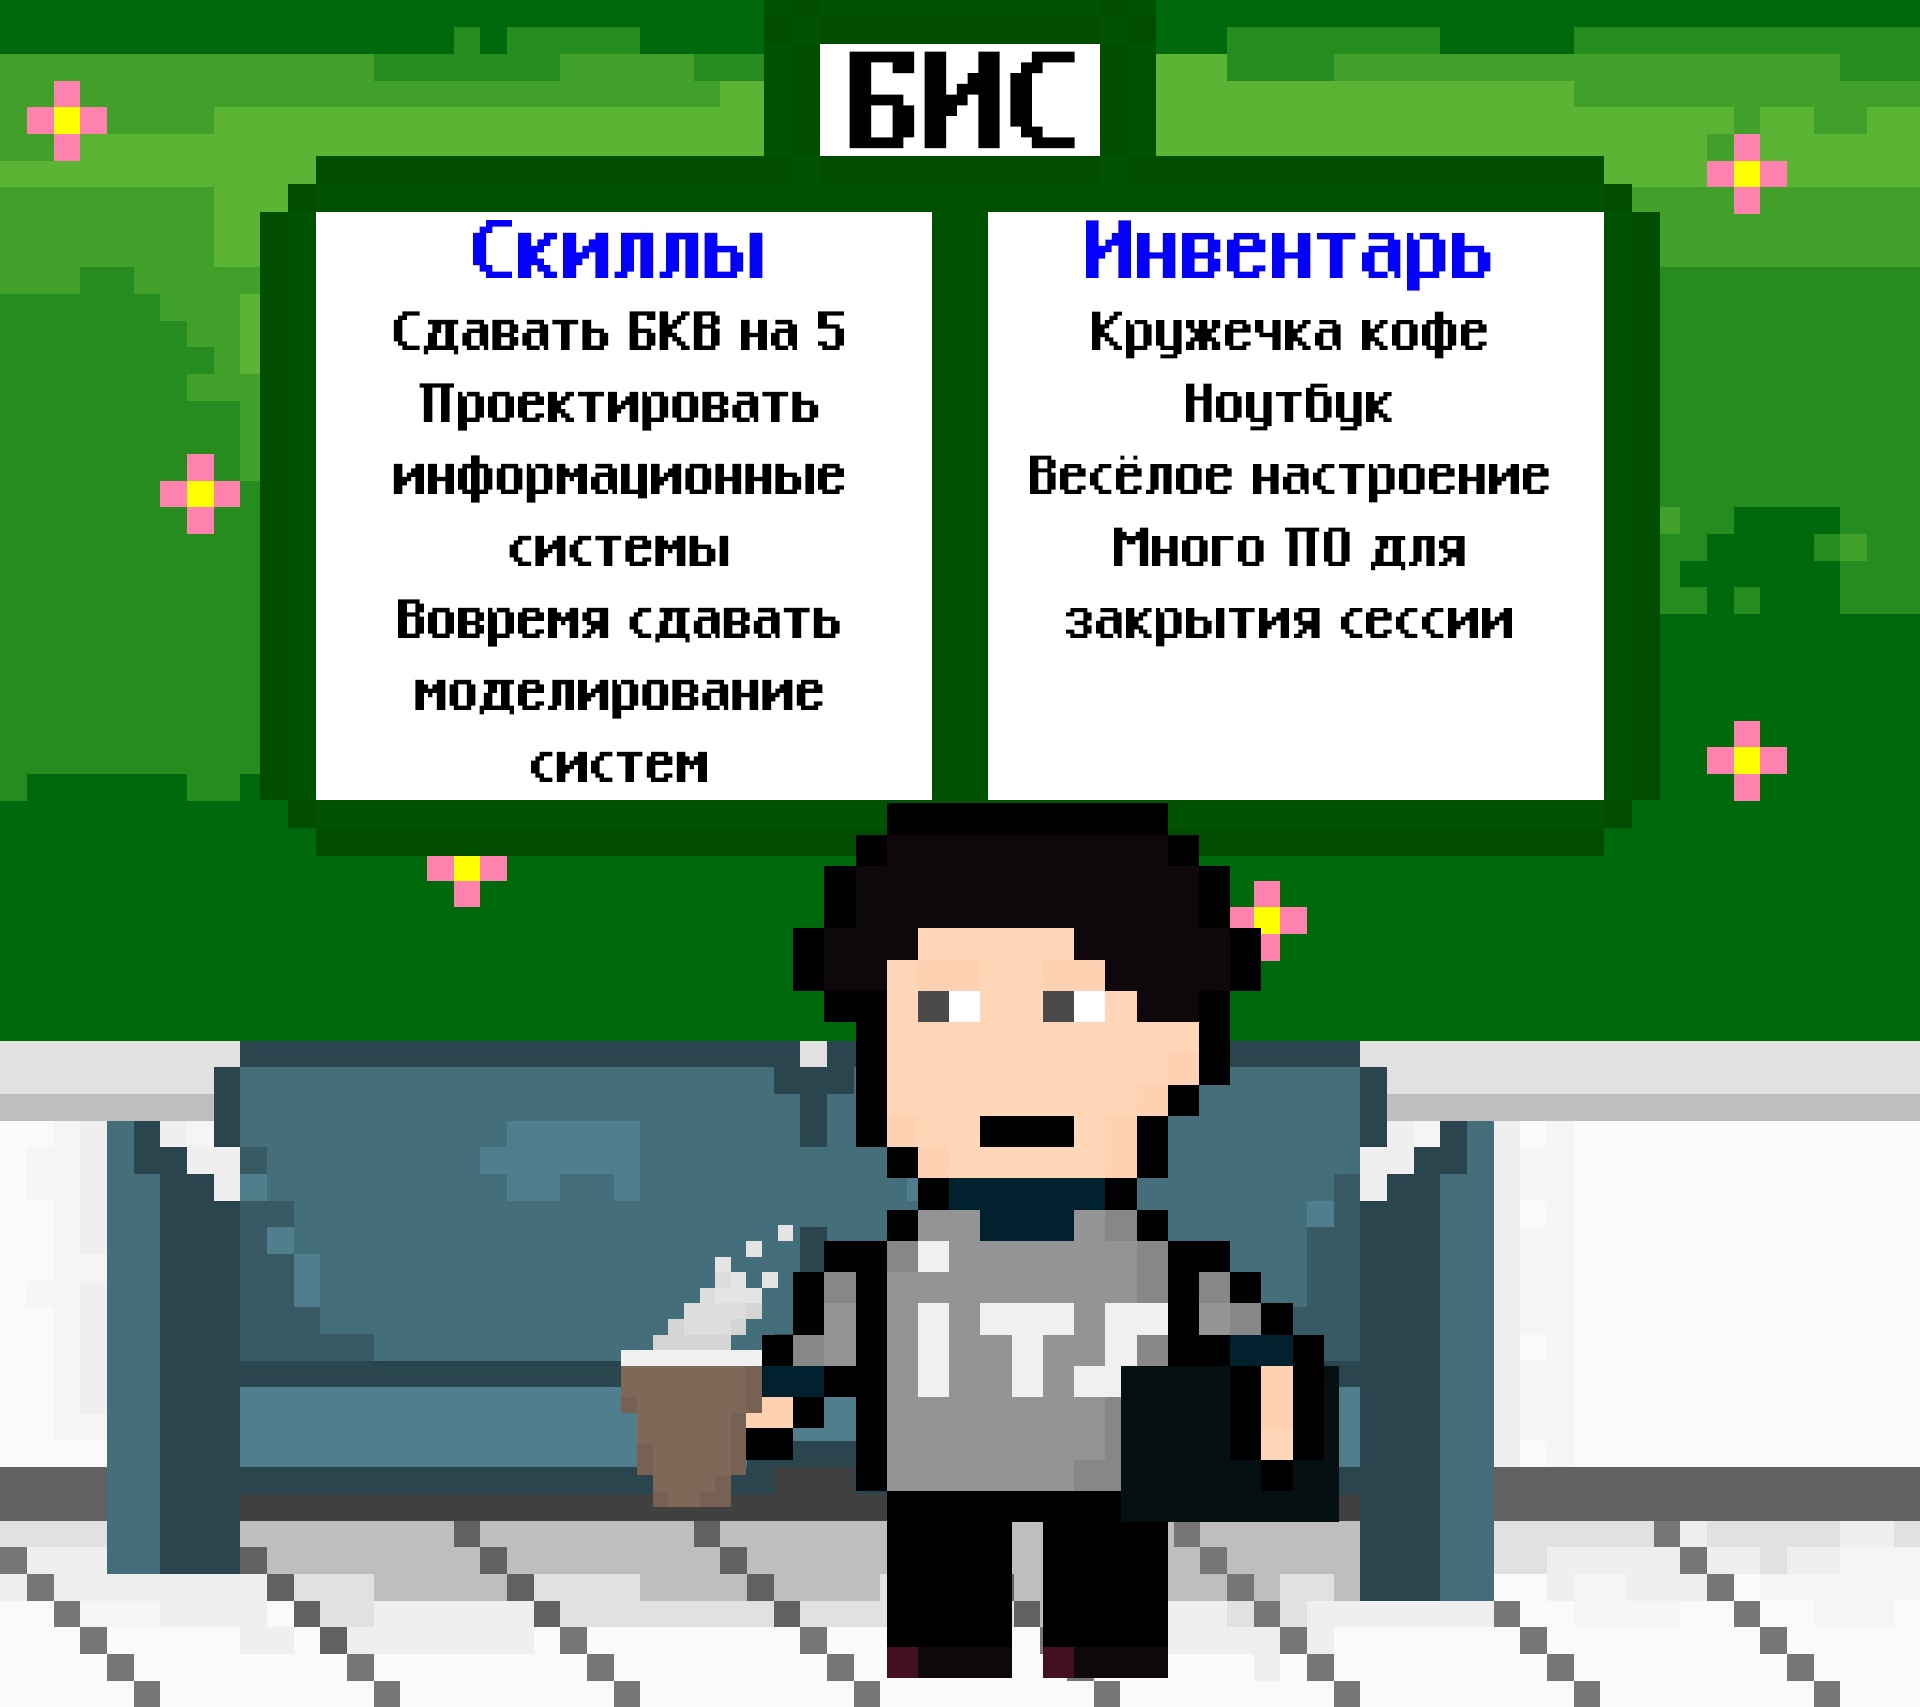 БИС
Скиллы
Сдавать БКВ на 5
Проектировать
информационные
системы
Вовремя сдавать
моделирование
систем
Инвентарь
Кружечка кофе
Ноутбук
Весёлое настроение
Много ПО для
закрытия сессии